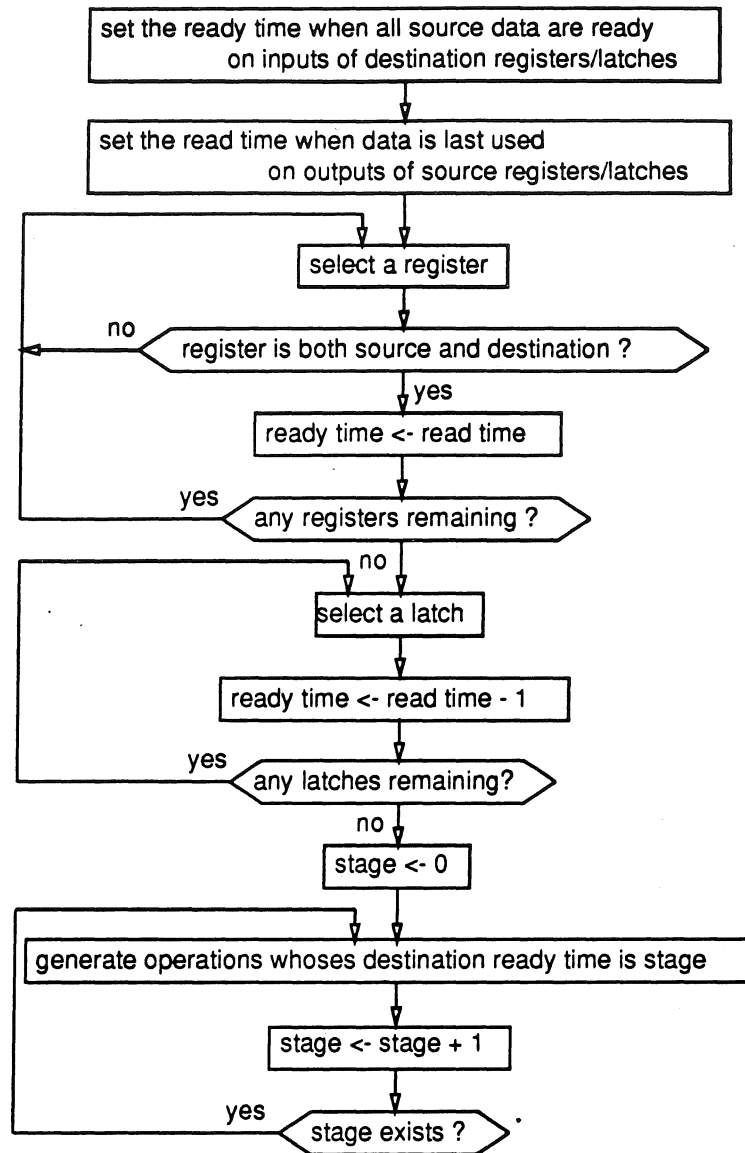 set the ready time when all source data are ready
on inputs of destination registers/latches
set the read time when data is last used
on outputs of source registers/latches
select a register
no
register is both source and destination ?
yes
ready time <- read time
yes
any registers remaining ?
no
select a latch
ready time <- read time - 1
yes
any latches remaining?
no
stage <- 0
generate operations whoses destination ready time is stage
stage <- stage + 1
yes
stage exists ?